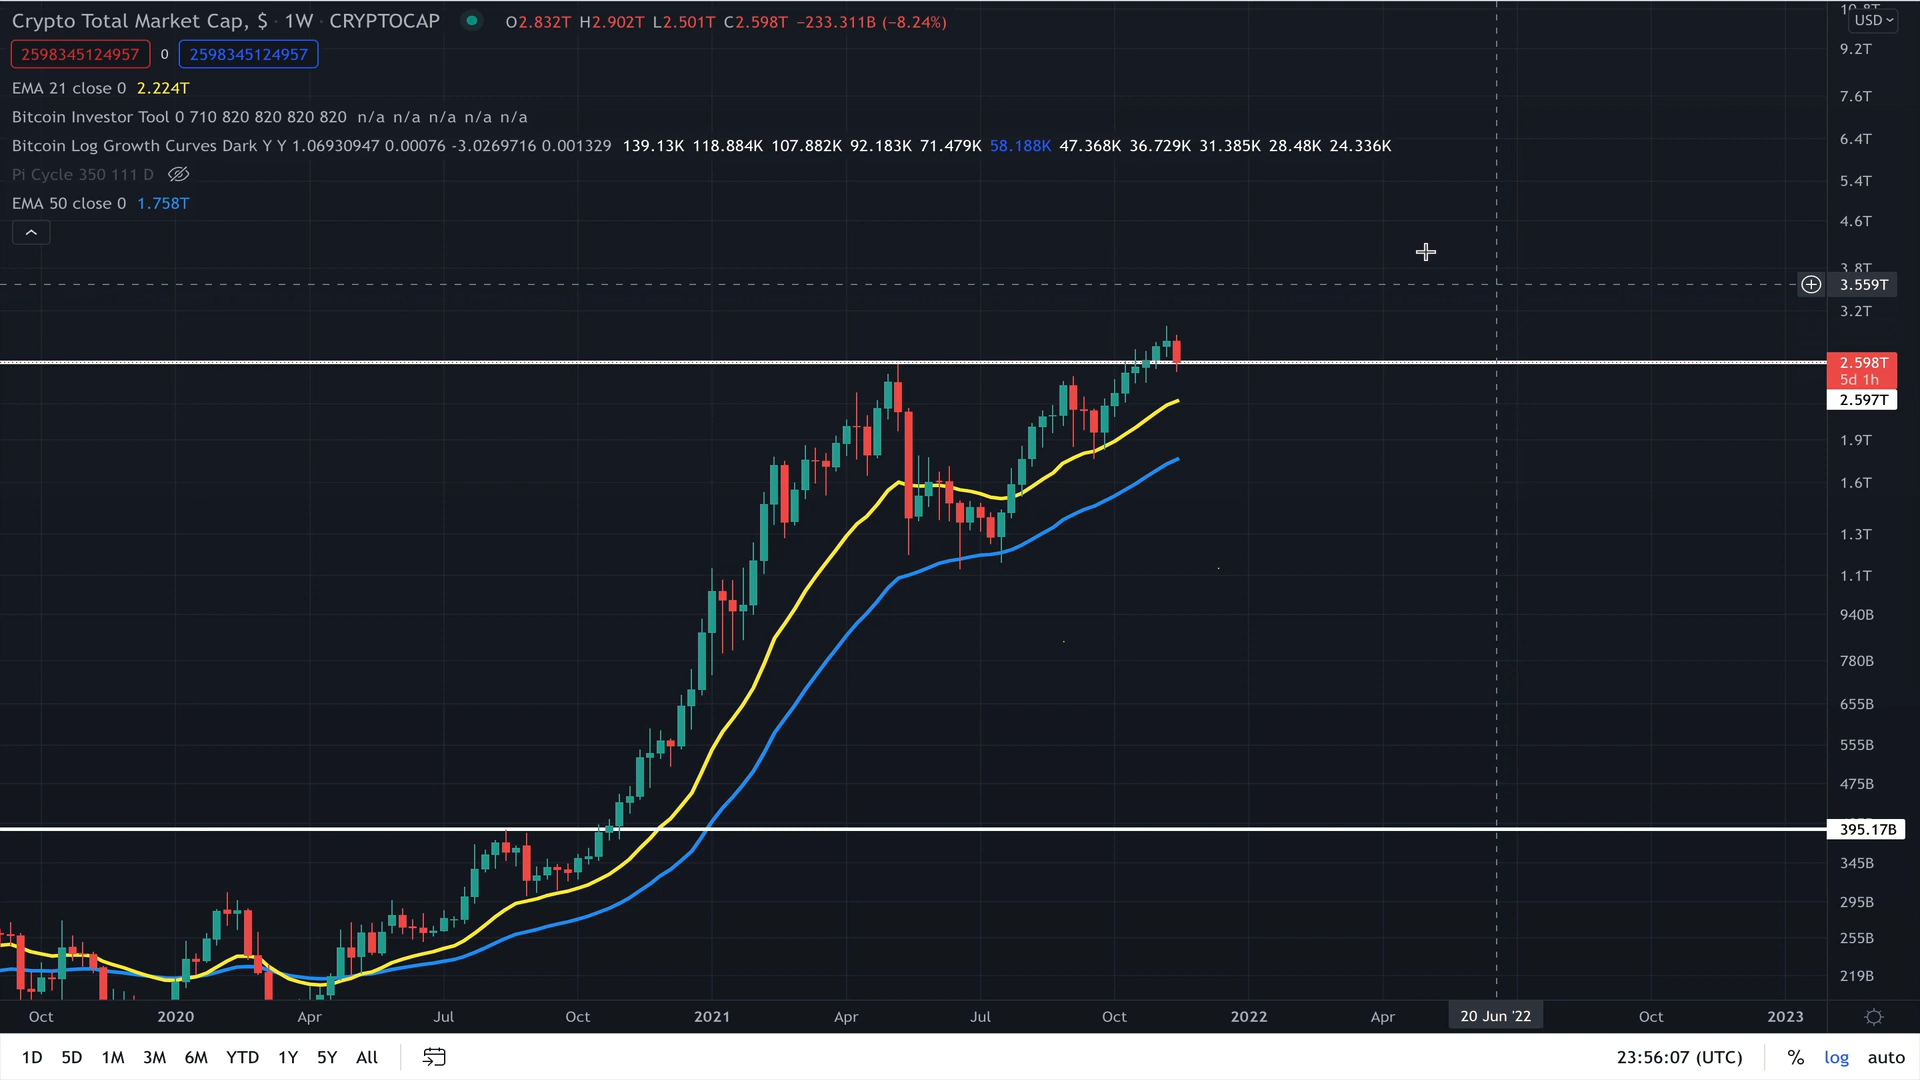 Crypto Total Market Cap, $ · 1W · CRYPTOCAP O2.832T H2.902T L2.501T C2.598T −233.311B (−8.24%)
2598345124957 0 2598345124957
EMA 21 close 0 2.224T
Bitcoin Investor Tool 0 710 820 820 820 820 n/a n/a n/a n/a n/a
Bitcoin Log Growth Curves Dark Y Y 1.06930947 0.00076 -3.0269716 0.001329 139.13K 118.884K 107.882K 92.183K 71.479K 58.188K 47.368K 36.729K 31.385K 28.48K 24.336K
Pi Cycle 350 111 D
EMA 50 close 0 1.758T
USD
9.2T
7.6T
6.4T
5.4T
4.6T
3.8T
3.559T
3.2T
2.598T
5d 1h
2.597T
1.9T
1.6T
1.3T
1.1T
940B
780B
655B
555B
475B
395.17B
345B
295B
255B
219B
Oct 2020 Apr Jul Oct 2021 Apr Jul Oct 2022 Apr 20 Jun '22 Oct 2023
1D 5D 1M 3M 6M YTD 1Y 5Y All 23:56:07 (UTC) % log auto